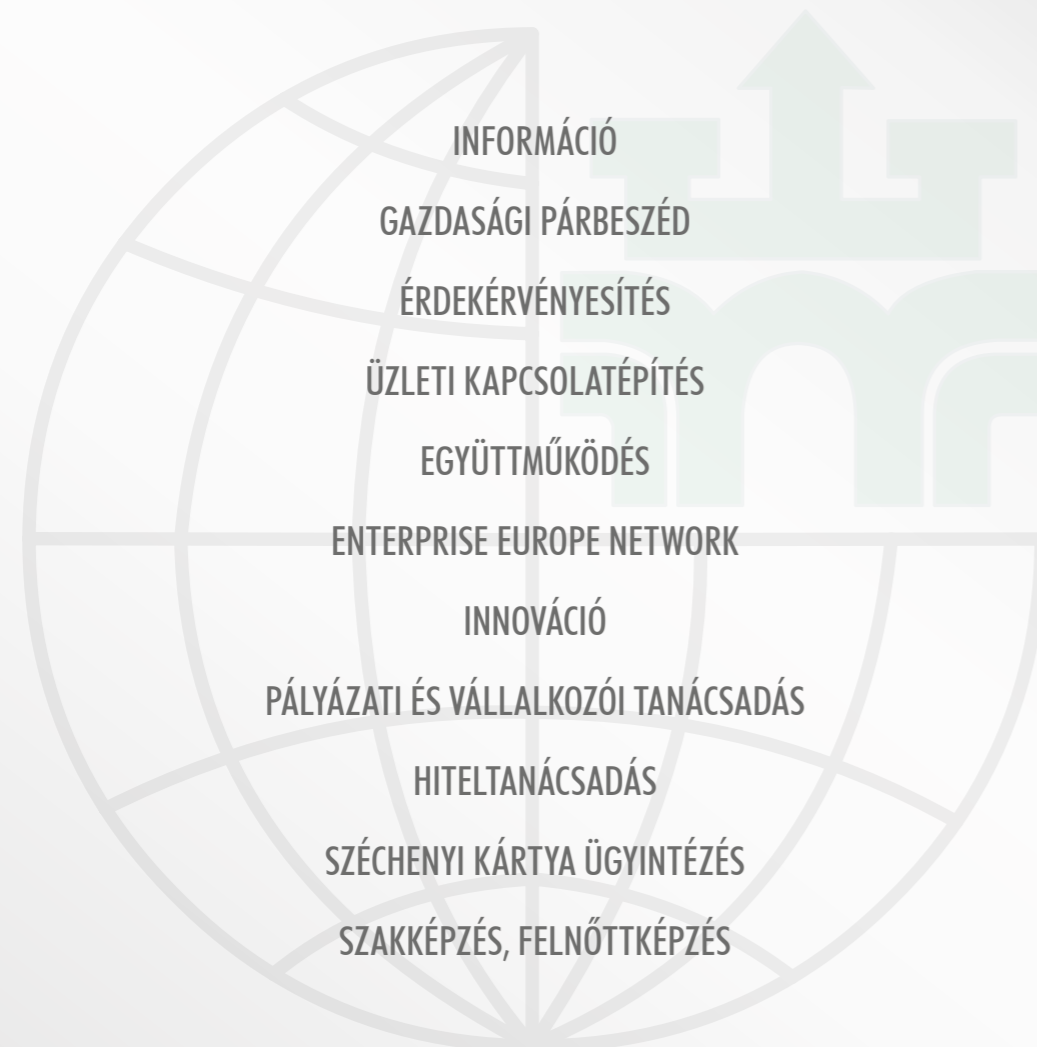 INFORMÁCIÓ
GAZDASÁGI PÁRBESZÉD
ÉRDEKÉRVÉNYESÍTÉS
ÜZLETI KAPCSOLATÉPÍTÉS
EGYÜTTMŰKÖDÉS
ENTERPRISE EUROPE NETWORK
INNOVÁCIÓ
PÁLYÁZATI ÉS VÁLLALKOZÓI TANÁCSADÁS
HITELTANÁCSADÁS
SZÉCHENYI KÁRTYA ÜGYINTÉZÉS
SZAKKÉPZÉS, FELNŐTTKÉPZÉS